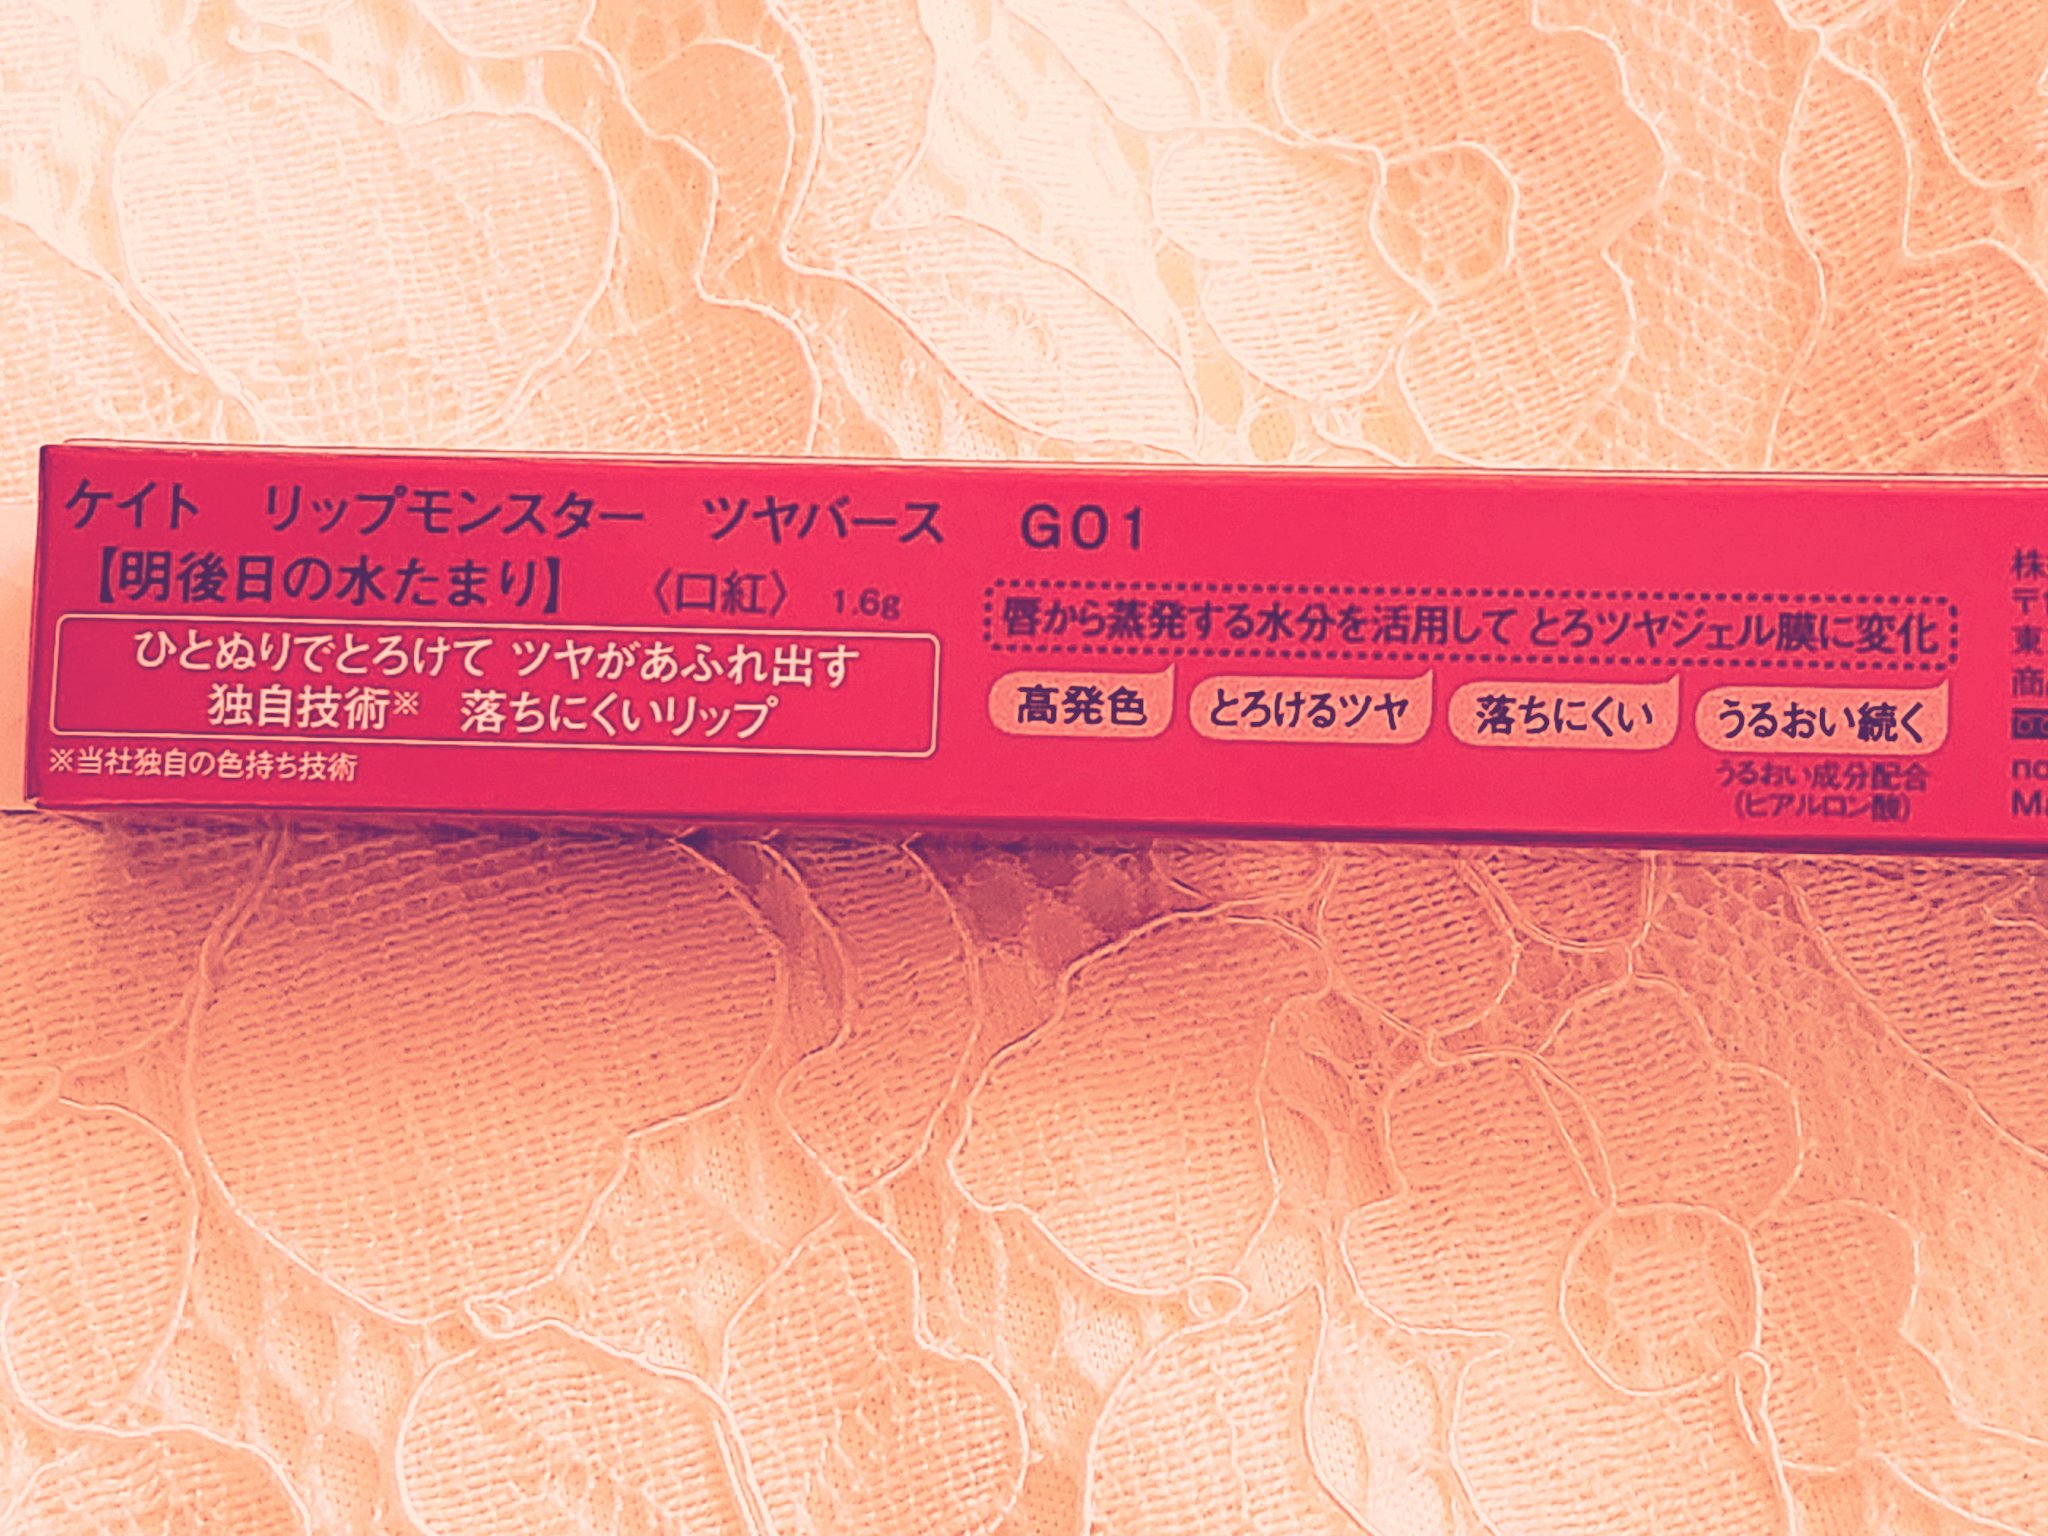 ケイト リップモンスター ツヤバース G01
【明後日の水たまり】 〈口紅〉 1.6g
ひとぬりでとろけて ツヤがあふれ出す
独自技術※ 落ちにくいリップ
※当社独自の色持ち技術
唇から蒸発する水分を活用して とろツヤジェル膜に変化
高発色 とろけるツヤ 落ちにくい うるおい続く
うるおい成分配合
(ヒアルロン酸)
株
〒
東
商
no
Ma